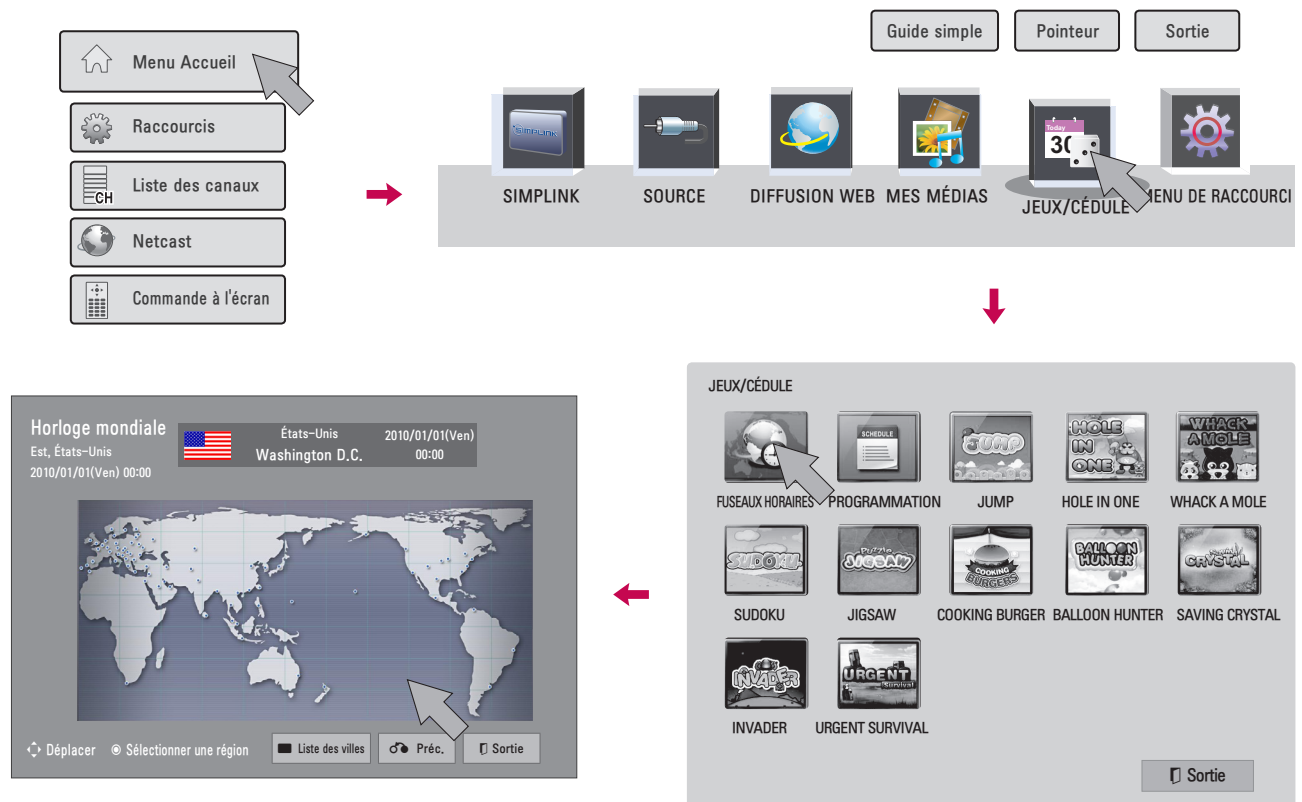 Menu Accueil
Raccourcis
CH
Liste des canaux
Netcast
Commande à l'écran
Guide simple
Pointeur
Sortie
SIMPLINK
Today
30
SIMPLINK
SOURCE
DIFFUSION WEB
MES MÉDIAS
JEUX/CÉDULE
MENU DE RACCOURCI
JEUX/CÉDULE
SCHEDULE
JUMP
HOLE IN ONE
WHACK A MOLE
FUSEAUX HORAIRES
PROGRAMMATION
JUMP
HOLE IN ONE
WHACK A MOLE
SUDOKU
Puzzle JIGSAW
COOKING BURGERS
BALLOON HUNTER
CRYSTAL
SUDOKU
JIGSAW
COOKING BURGER
BALLOON HUNTER
SAVING CRYSTAL
INVADER
URGENT Survival
INVADER
URGENT SURVIVAL
Sortie
Horloge mondiale
Est, États-Unis
2010/01/01(Ven) 00:00
États-Unis
Washington D.C.
2010/01/01(Ven)
00:00
Déplacer
Sélectionner une région
Liste des villes
Préc.
Sortie